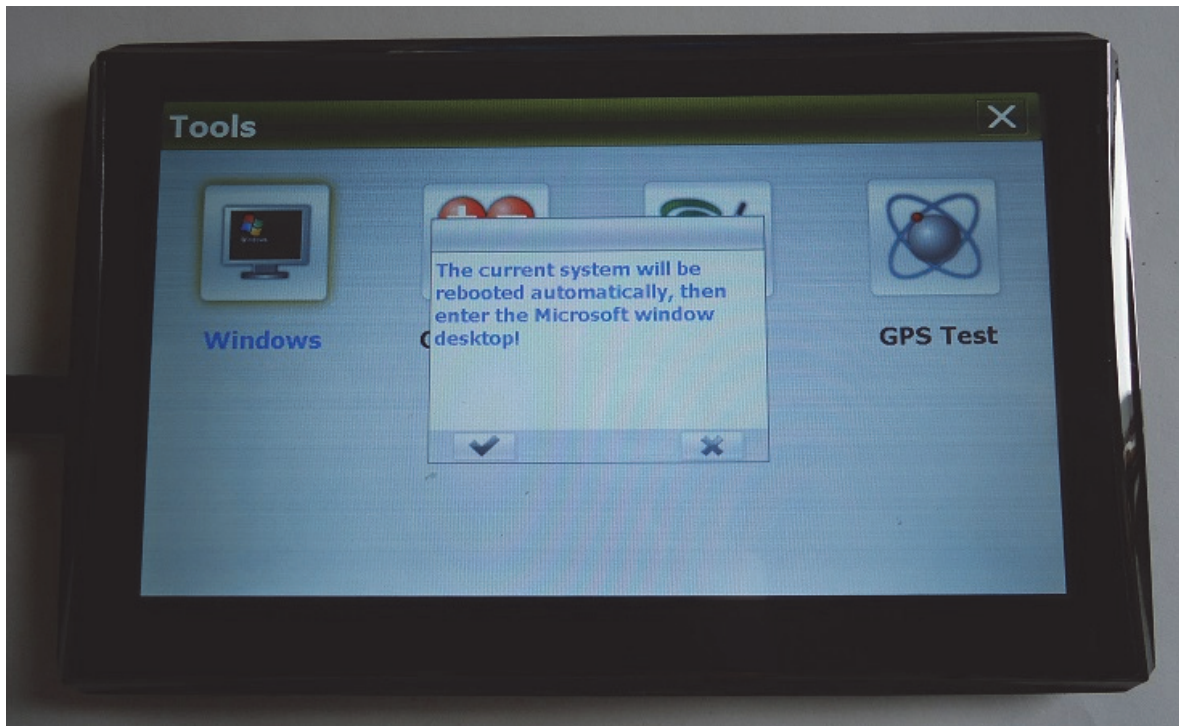 Tools
The current system will be
rebooted automatically, then
enter the Microsoft window
desktop!
Windows
GPS Test